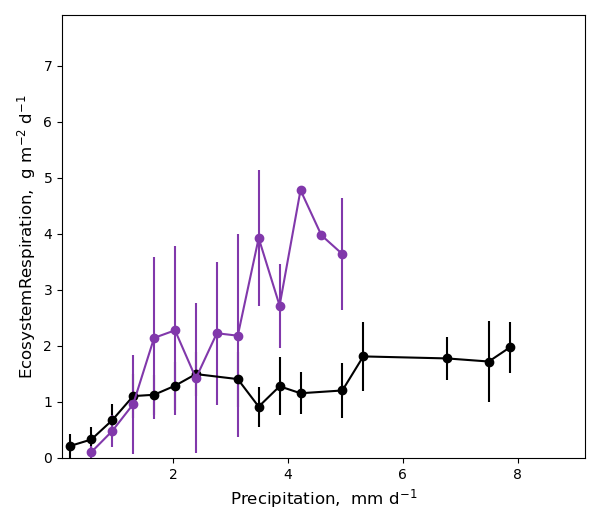 EcosystemRespiration, g m⁻² d⁻¹
7
6
5
4
3
2
1
0
2 4 6 8
Precipitation, mm d⁻¹